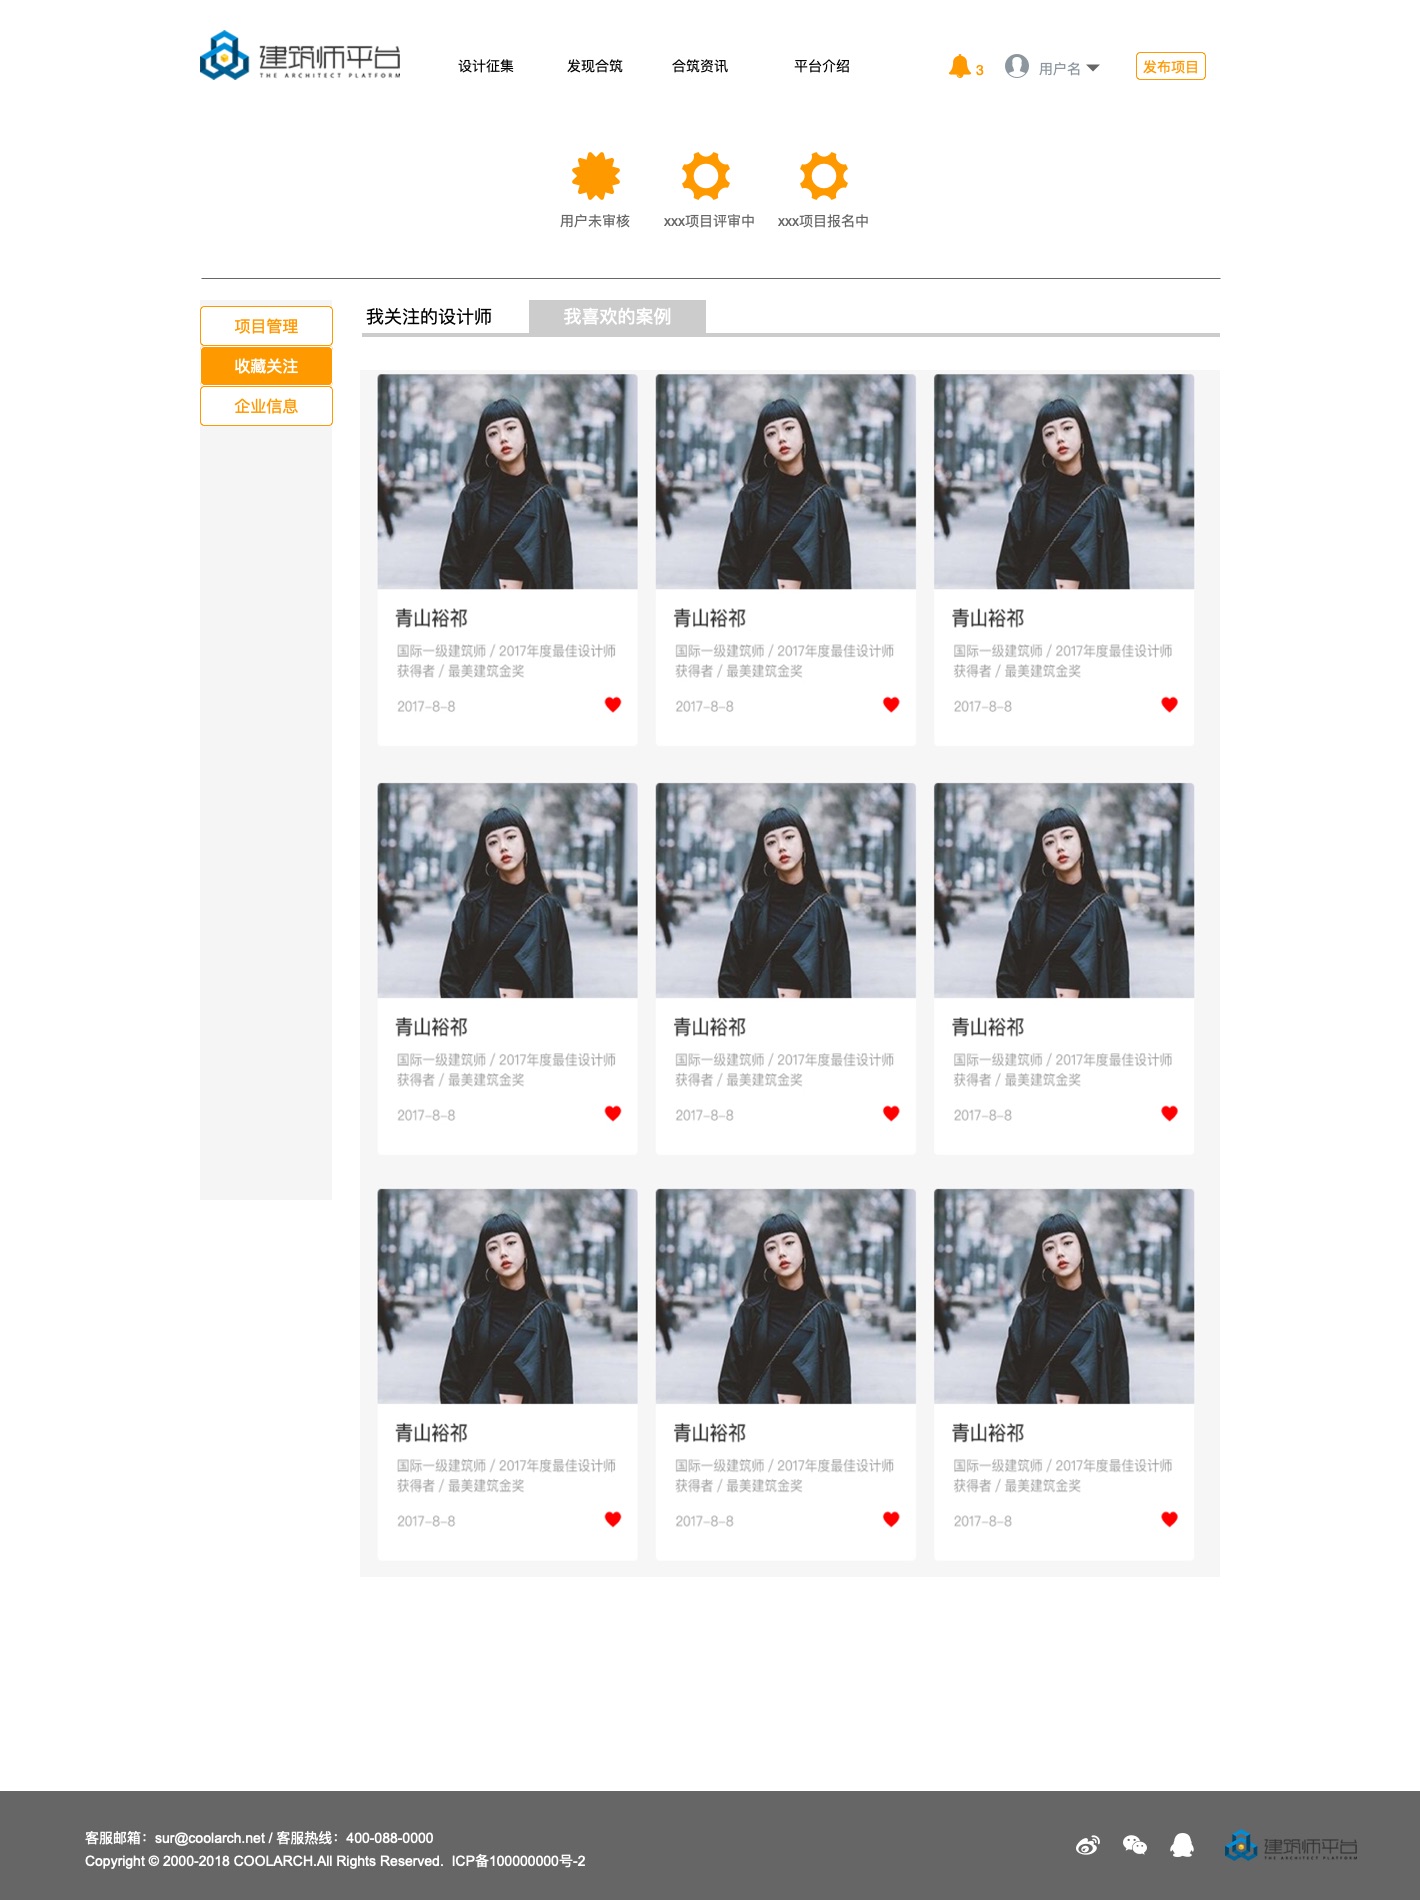 建筑师平台
THE ARCHITECT PLATFORM
设计征集
发现合筑
合筑资讯
平台介绍
3
用户名
发布项目
用户未审核
xxx项目评审中
xxx项目报名中
项目管理
收藏关注
企业信息
我关注的设计师
我喜欢的案例
青山裕祁
国际一级建筑师 / 2017年度最佳设计师
获得者 / 最美建筑金奖
2017-8-8
青山裕祁
国际一级建筑师 / 2017年度最佳设计师
获得者 / 最美建筑金奖
2017-8-8
青山裕祁
国际一级建筑师 / 2017年度最佳设计师
获得者 / 最美建筑金奖
2017-8-8
青山裕祁
国际一级建筑师 / 2017年度最佳设计师
获得者 / 最美建筑金奖
2017-8-8
青山裕祁
国际一级建筑师 / 2017年度最佳设计师
获得者 / 最美建筑金奖
2017-8-8
青山裕祁
国际一级建筑师 / 2017年度最佳设计师
获得者 / 最美建筑金奖
2017-8-8
青山裕祁
国际一级建筑师 / 2017年度最佳设计师
获得者 / 最美建筑金奖
2017-8-8
青山裕祁
国际一级建筑师 / 2017年度最佳设计师
获得者 / 最美建筑金奖
2017-8-8
青山裕祁
国际一级建筑师 / 2017年度最佳设计师
获得者 / 最美建筑金奖
2017-8-8
客服邮箱：sur@coolarch.net / 客服热线：400-088-0000
Copyright © 2000-2018 COOLARCH.All Rights Reserved.  ICP备100000000号-2
建筑师平台
THE ARCHITECT PLATFORM